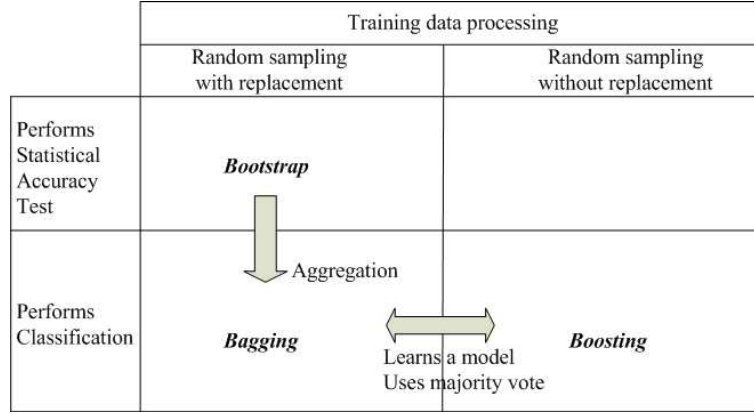 Training data processing
Random sampling
with replacement
Random sampling
without replacement
Performs
Statistical
Accuracy
Test
Bootstrap
Aggregation
Performs
Classification
Bagging
Learns a model
Uses majority vote
Boosting